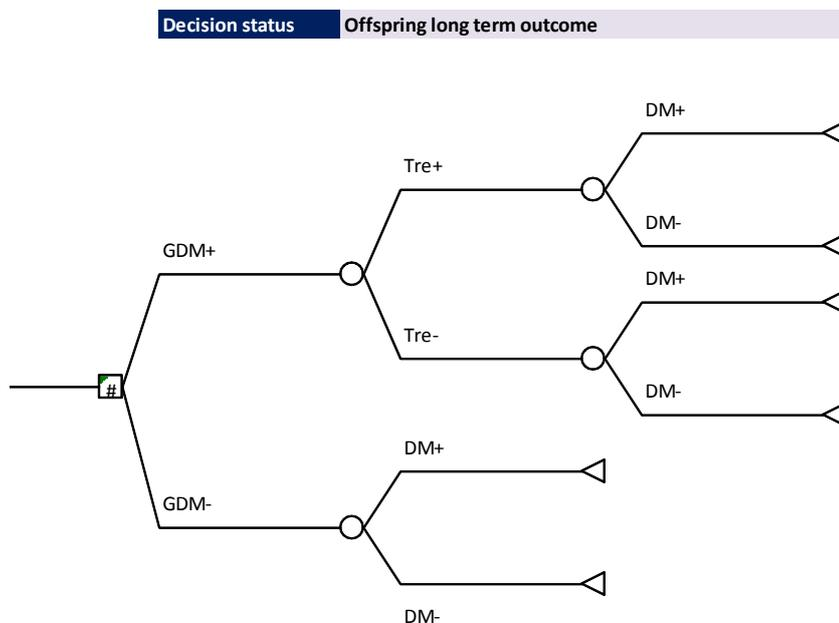 Decision status Offspring long term outcome
DM+
Tre+
DM-
GDM+
DM+
Tre-
DM-
#
DM+
GDM-
DM-